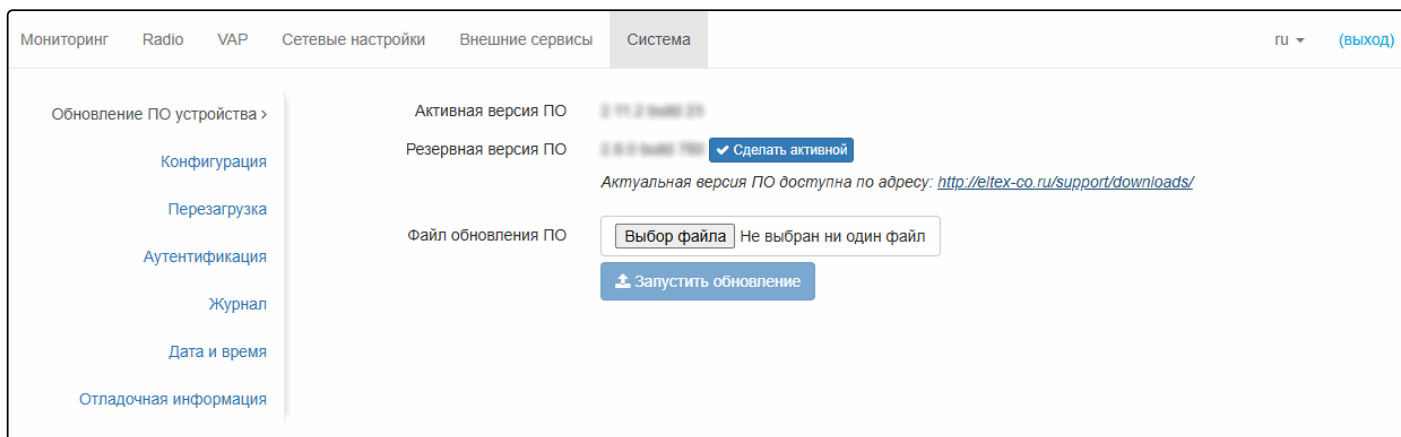 Мониторинг Radio VAP Сетевые настройки Внешние сервисы Система ru (выход)
Обновление ПО устройства >
Конфигурация
Перезагрузка
Аутентификация
Журнал
Дата и время
Отладочная информация
Активная версия ПО
Резервная версия ПО Сделать активной
Актуальная версия ПО доступна по адресу: http://eltex-co.ru/support/downloads/
Файл обновления ПО Выбор файла Не выбран ни один файл
Запустить обновление